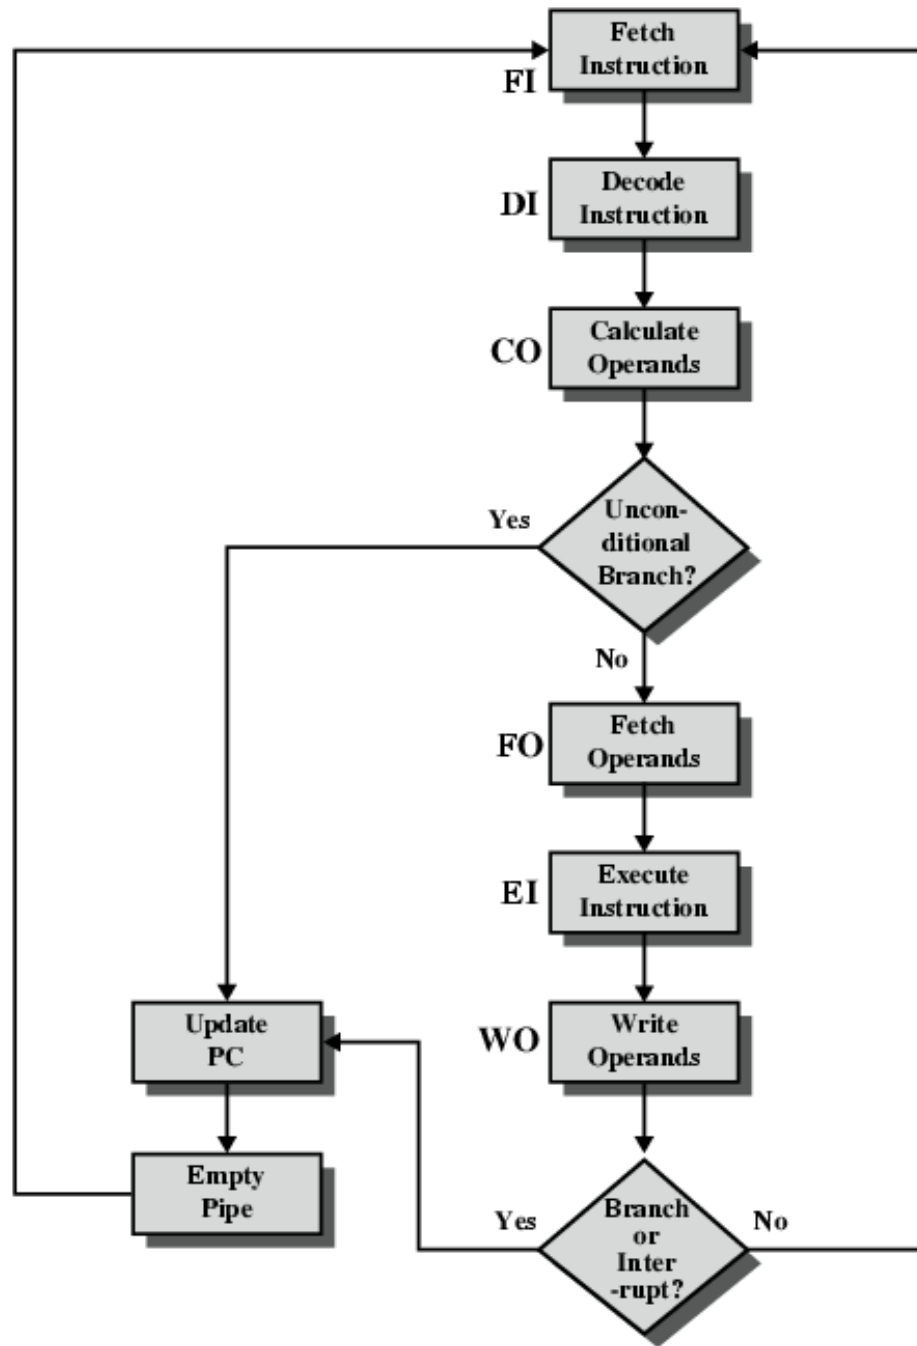 Fetch
Instruction
FI
Decode
DI
Instruction
Calculate
CO
Operands
Yes
Uncon-
ditional
Branch?
No
Fetch
FO
Operands
Execute
EI
Instruction
Update
PC
Write
WO
Operands
Empty
Pipe
Yes
Branch
or
Inter
-rupt?
No